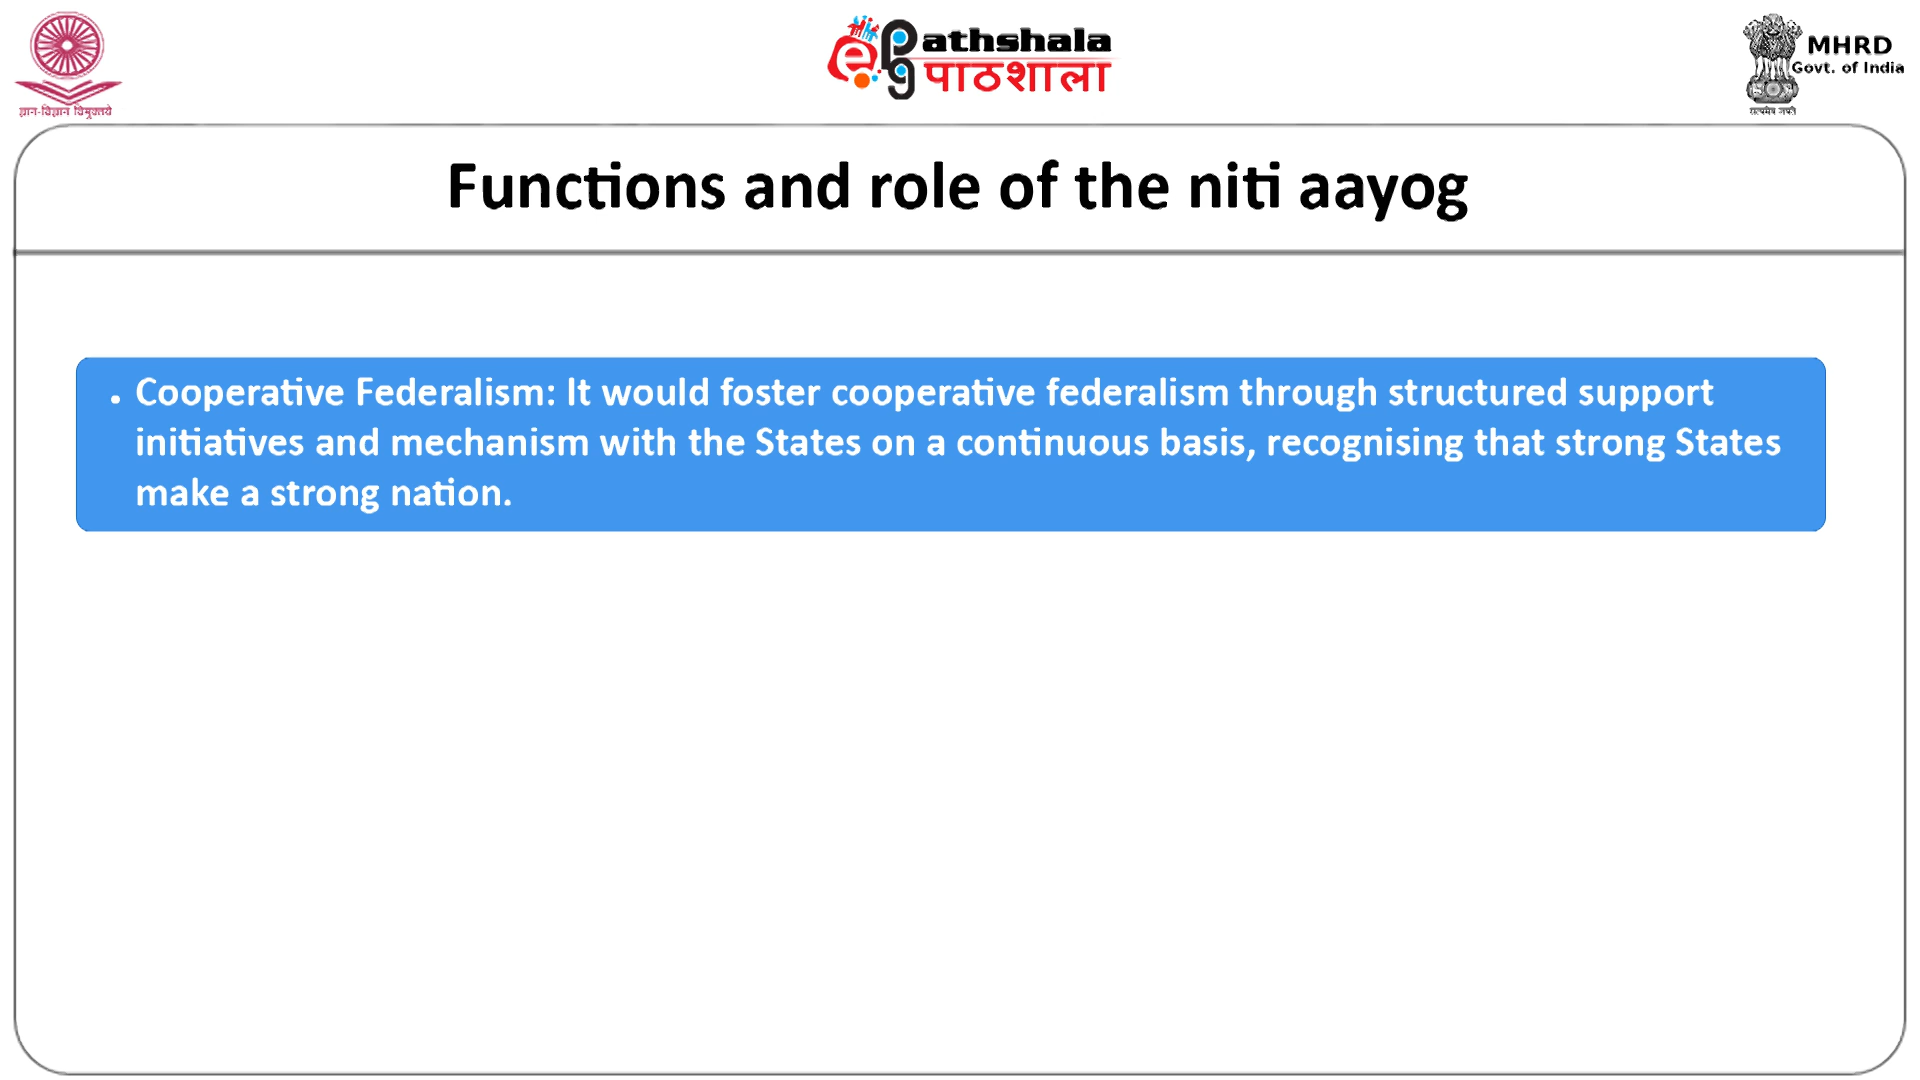 ज्ञान-विज्ञान विमुक्तये
e Pg athshala
पाठशाला
MHRD
Govt. of India
सत्यमेव जयते
Functions and role of the niti aayog
• Cooperative Federalism: It would foster cooperative federalism through structured support
initiatives and mechanism with the States on a continuous basis, recognising that strong States
make a strong nation.